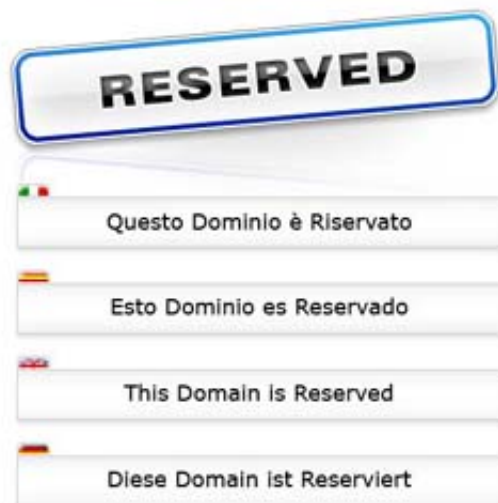 RESERVED
Questo Dominio è Riservato
Esto Dominio es Reservado
This Domain is Reserved
Diese Domain ist Reserviert